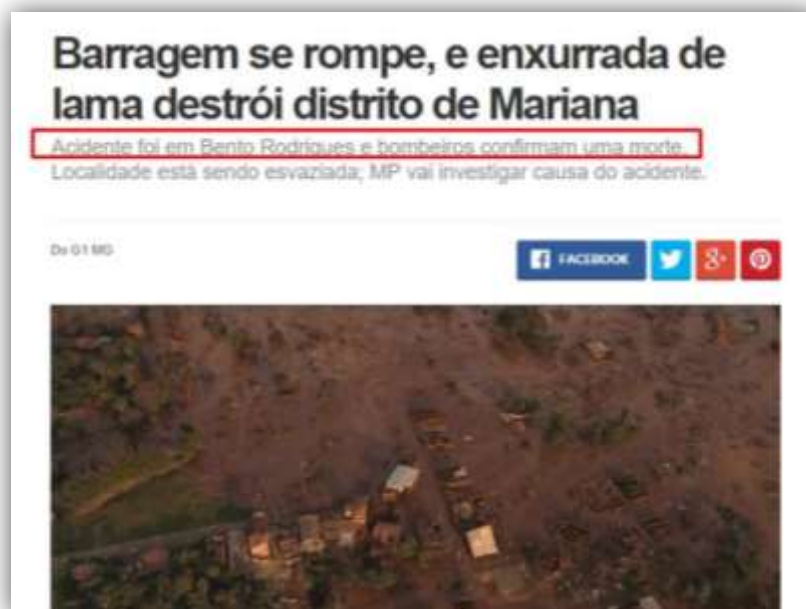 Barragem se rompe, e enxurrada de
lama destrói distrito de Mariana
Acidente foi em Bento Rodrigues e bombeiros confirmam uma morte.
Localidade está sendo esvaziada; MP vai investigar causa do acidente.
Do G1 MG
FACEBOOK
8+